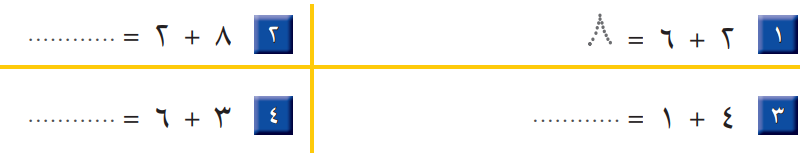 ١ ٢ + ٦ = ٨
٢ ٨ + ٢ = ............
٣ ٤ + ١ = ............
٤ ٣ + ٦ = ............